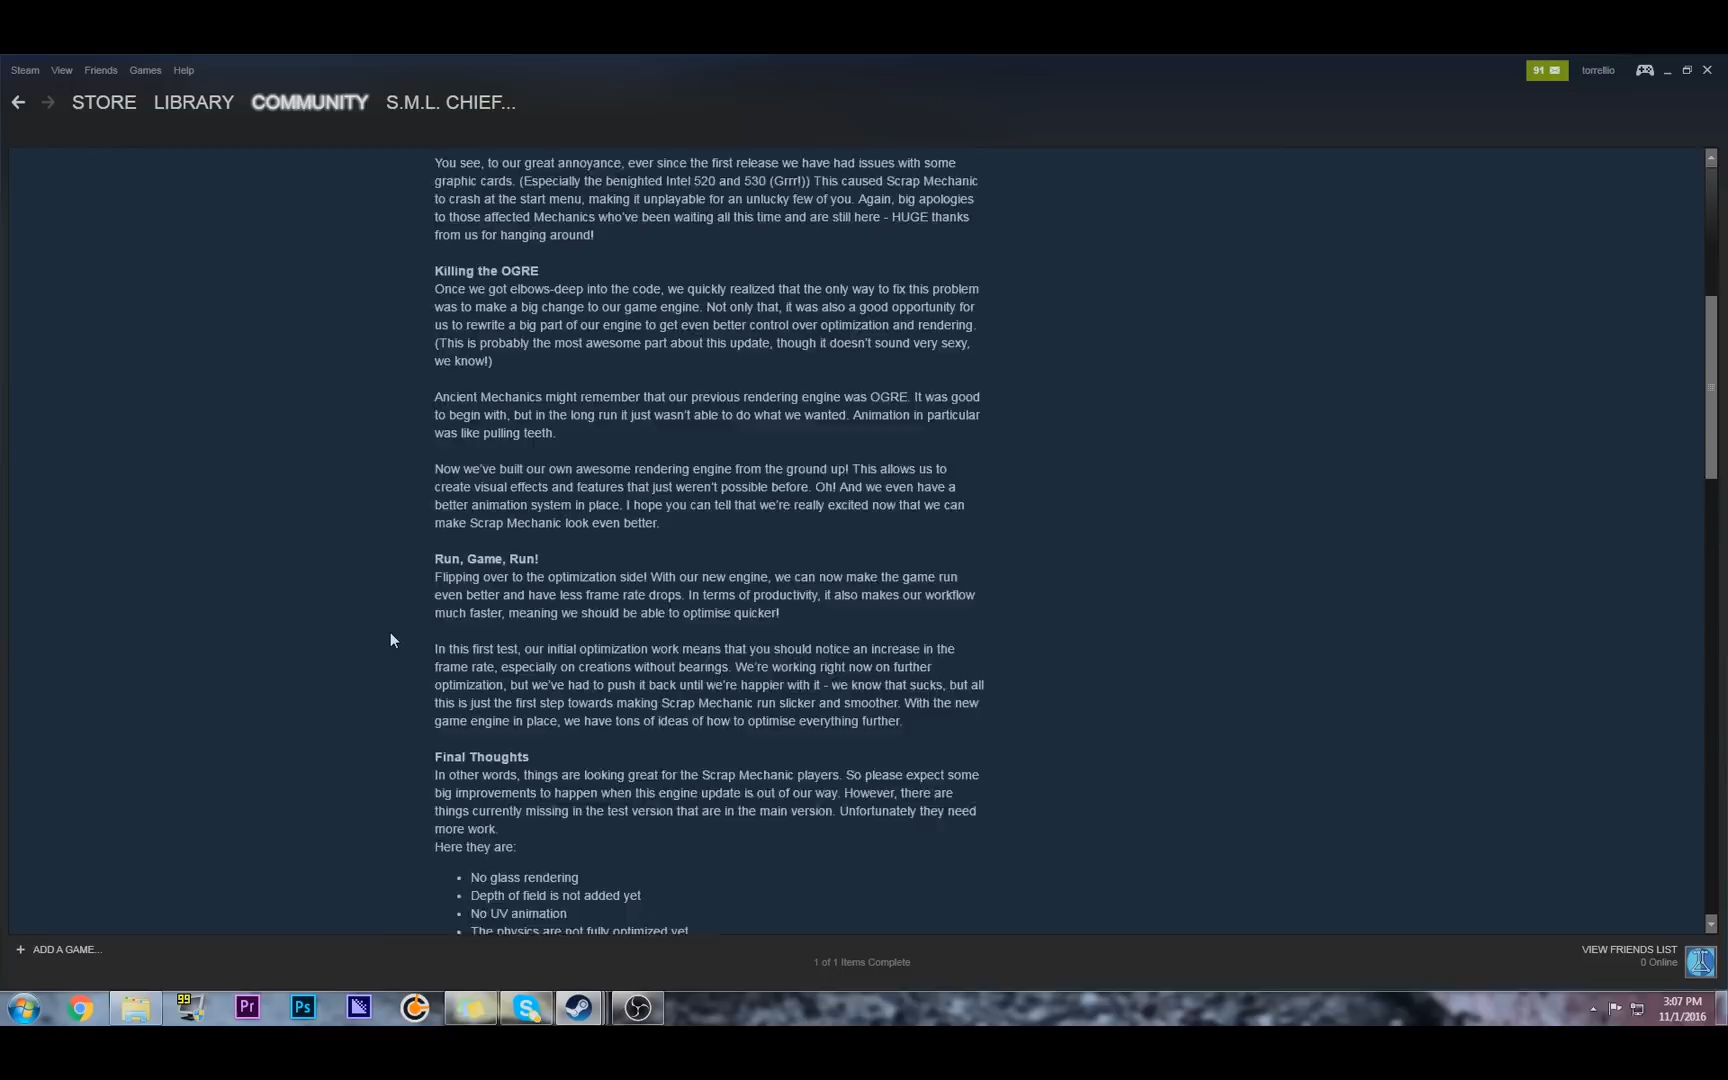 Steam View Friends Games Help
91
torrellio
STORE LIBRARY COMMUNITY S.M.L. CHIEF...
You see, to our great annoyance, ever since the first release we have had issues with some
graphic cards. (Especially the benighted Intel 520 and 530 (Grrr!)) This caused Scrap Mechanic
to crash at the start menu, making it unplayable for an unlucky few of you. Again, big apologies
to those affected Mechanics who've been waiting all this time and are still here - HUGE thanks
from us for hanging around!
Killing the OGRE
Once we got elbows-deep into the code, we quickly realized that the only way to fix this problem
was to make a big change to our game engine. Not only that, it was also a good opportunity for
us to rewrite a big part of our engine to get even better control over optimization and rendering.
(This is probably the most awesome part about this update, though it doesn't sound very sexy,
we know!)
Ancient Mechanics might remember that our previous rendering engine was OGRE. It was good
to begin with, but in the long run it just wasn't able to do what we wanted. Animation in particular
was like pulling teeth.
Now we've built our own awesome rendering engine from the ground up! This allows us to
create visual effects and features that just weren't possible before. Oh! And we even have a
better animation system in place. I hope you can tell that we're really excited now that we can
make Scrap Mechanic look even better.
Run, Game, Run!
Flipping over to the optimization side! With our new engine, we can now make the game run
even better and have less frame rate drops. In terms of productivity, it also makes our workflow
much faster, meaning we should be able to optimise quicker!
In this first test, our initial optimization work means that you should notice an increase in the
frame rate, especially on creations without bearings. We're working right now on further
optimization, but we've had to push it back until we're happier with it - we know that sucks, but all
this is just the first step towards making Scrap Mechanic run slicker and smoother. With the new
game engine in place, we have tons of ideas of how to optimise everything further.
Final Thoughts
In other words, things are looking great for the Scrap Mechanic players. So please expect some
big improvements to happen when this engine update is out of our way. However, there are
things currently missing in the test version that are in the main version. Unfortunately they need
more work.
Here they are:
• No glass rendering
• Depth of field is not added yet
• No UV animation
• The physics are not fully optimized yet
+ ADD A GAME...
1 of 1 Items Complete
VIEW FRIENDS LIST
0 Online
99
Pr
Ps
3:07 PM
11/1/2016